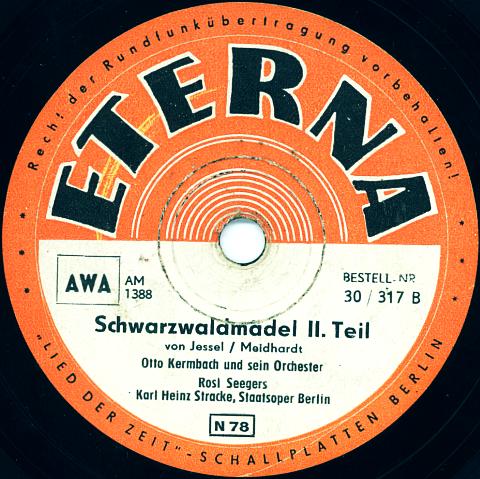 Recht der Rundfunkübertragung vorbehalten!
ETERNA
AWA
AM
1388
BESTELL-NR.
30 / 317 B
Schwarzwaldmädel II. Teil
von Jessel / Meidhardt
Otto Kermbach und sein Orchester
Rosl Seegers
Karl Heinz Stracke, Staatsoper Berlin
N 78
„LIED DER ZEIT"-SCHALLPLATTEN BERLIN